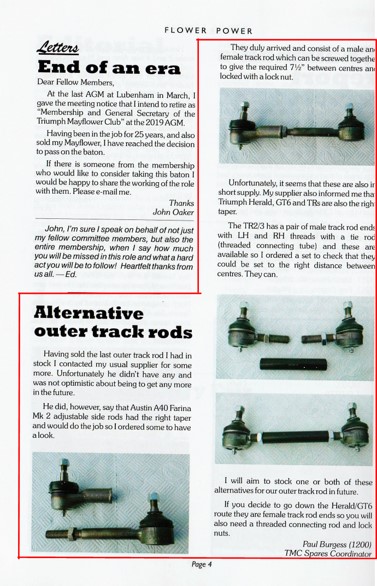 FLOWER POWER
Letters
End of an era
Dear Fellow Members,
At the last AGM at Lubenham in March, I
gave the meeting notice that I intend to retire as
"Membership and General Secretary of the
Triumph Mayflower Club" at the 2019 AGM.
Having been in the job for 25 years, and also
sold my Mayflower, I have reached the decision
to pass on the baton.
If there is someone from the membership
who would like to consider taking this baton I
would be happy to share the working of the role
with them. Please e-mail me.
Thanks
John Oaker
John, I'm sure I speak on behalf of not just
my fellow committee members, but also the
entire membership, when I say how much
you will be missed in this role and what a hard
act you will be to follow! Heartfelt thanks from
us all. — Ed.
Alternative
outer track rods
Having sold the last outer track rod I had in
stock I contacted my usual supplier for some
more. Unfortunately he didn't have any and
was not optimistic about being to get any more
in the future.
He did, however, say that Austin A40 Farina
Mk 2 adjustable side rods had the right taper
and would do the job so I ordered some to have
a look.
They duly arrived and consist of a male an
female track rod which can be screwed togethe
to give the required 7½" between centres an
locked with a lock nut.
Unfortunately, it seems that these are also in
short supply. My supplier also informed me tha
Triumph Herald, GT6 and TRs are also the righ
taper.
The TR2/3 has a pair of male track rod ends
with LH and RH threads with a tie rod
(threaded connecting tube) and these are
available so I ordered a set to check that they
could be set to the right distance between
centres. They can.
I will aim to stock one or both of these
alternatives for our outer track rod in future.
If you decide to go down the Herald/GT6
route they are female track rod ends so you will
also need a threaded connecting rod and lock
nuts.
Paul Burgess (1200)
TMC Spares Coordinator
Page 4